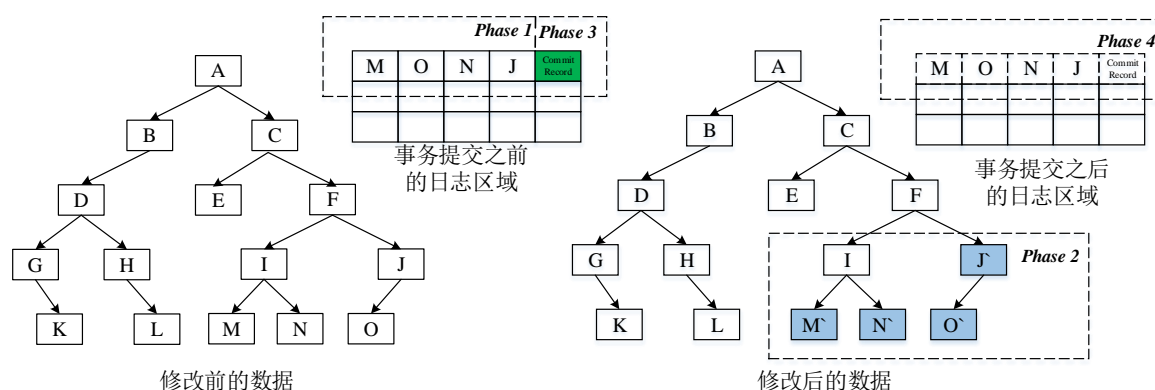 Phase 1
Phase 3
M O N J Commit Record
事务提交之前
的日志区域
A
B C
D E F
G H I J
K L M N O
修改前的数据
Phase 4
M O N J Commit Record
事务提交之后
的日志区域
A
B C
D E F
G H I J`
Phase 2
K L M` N` O`
修改后的数据